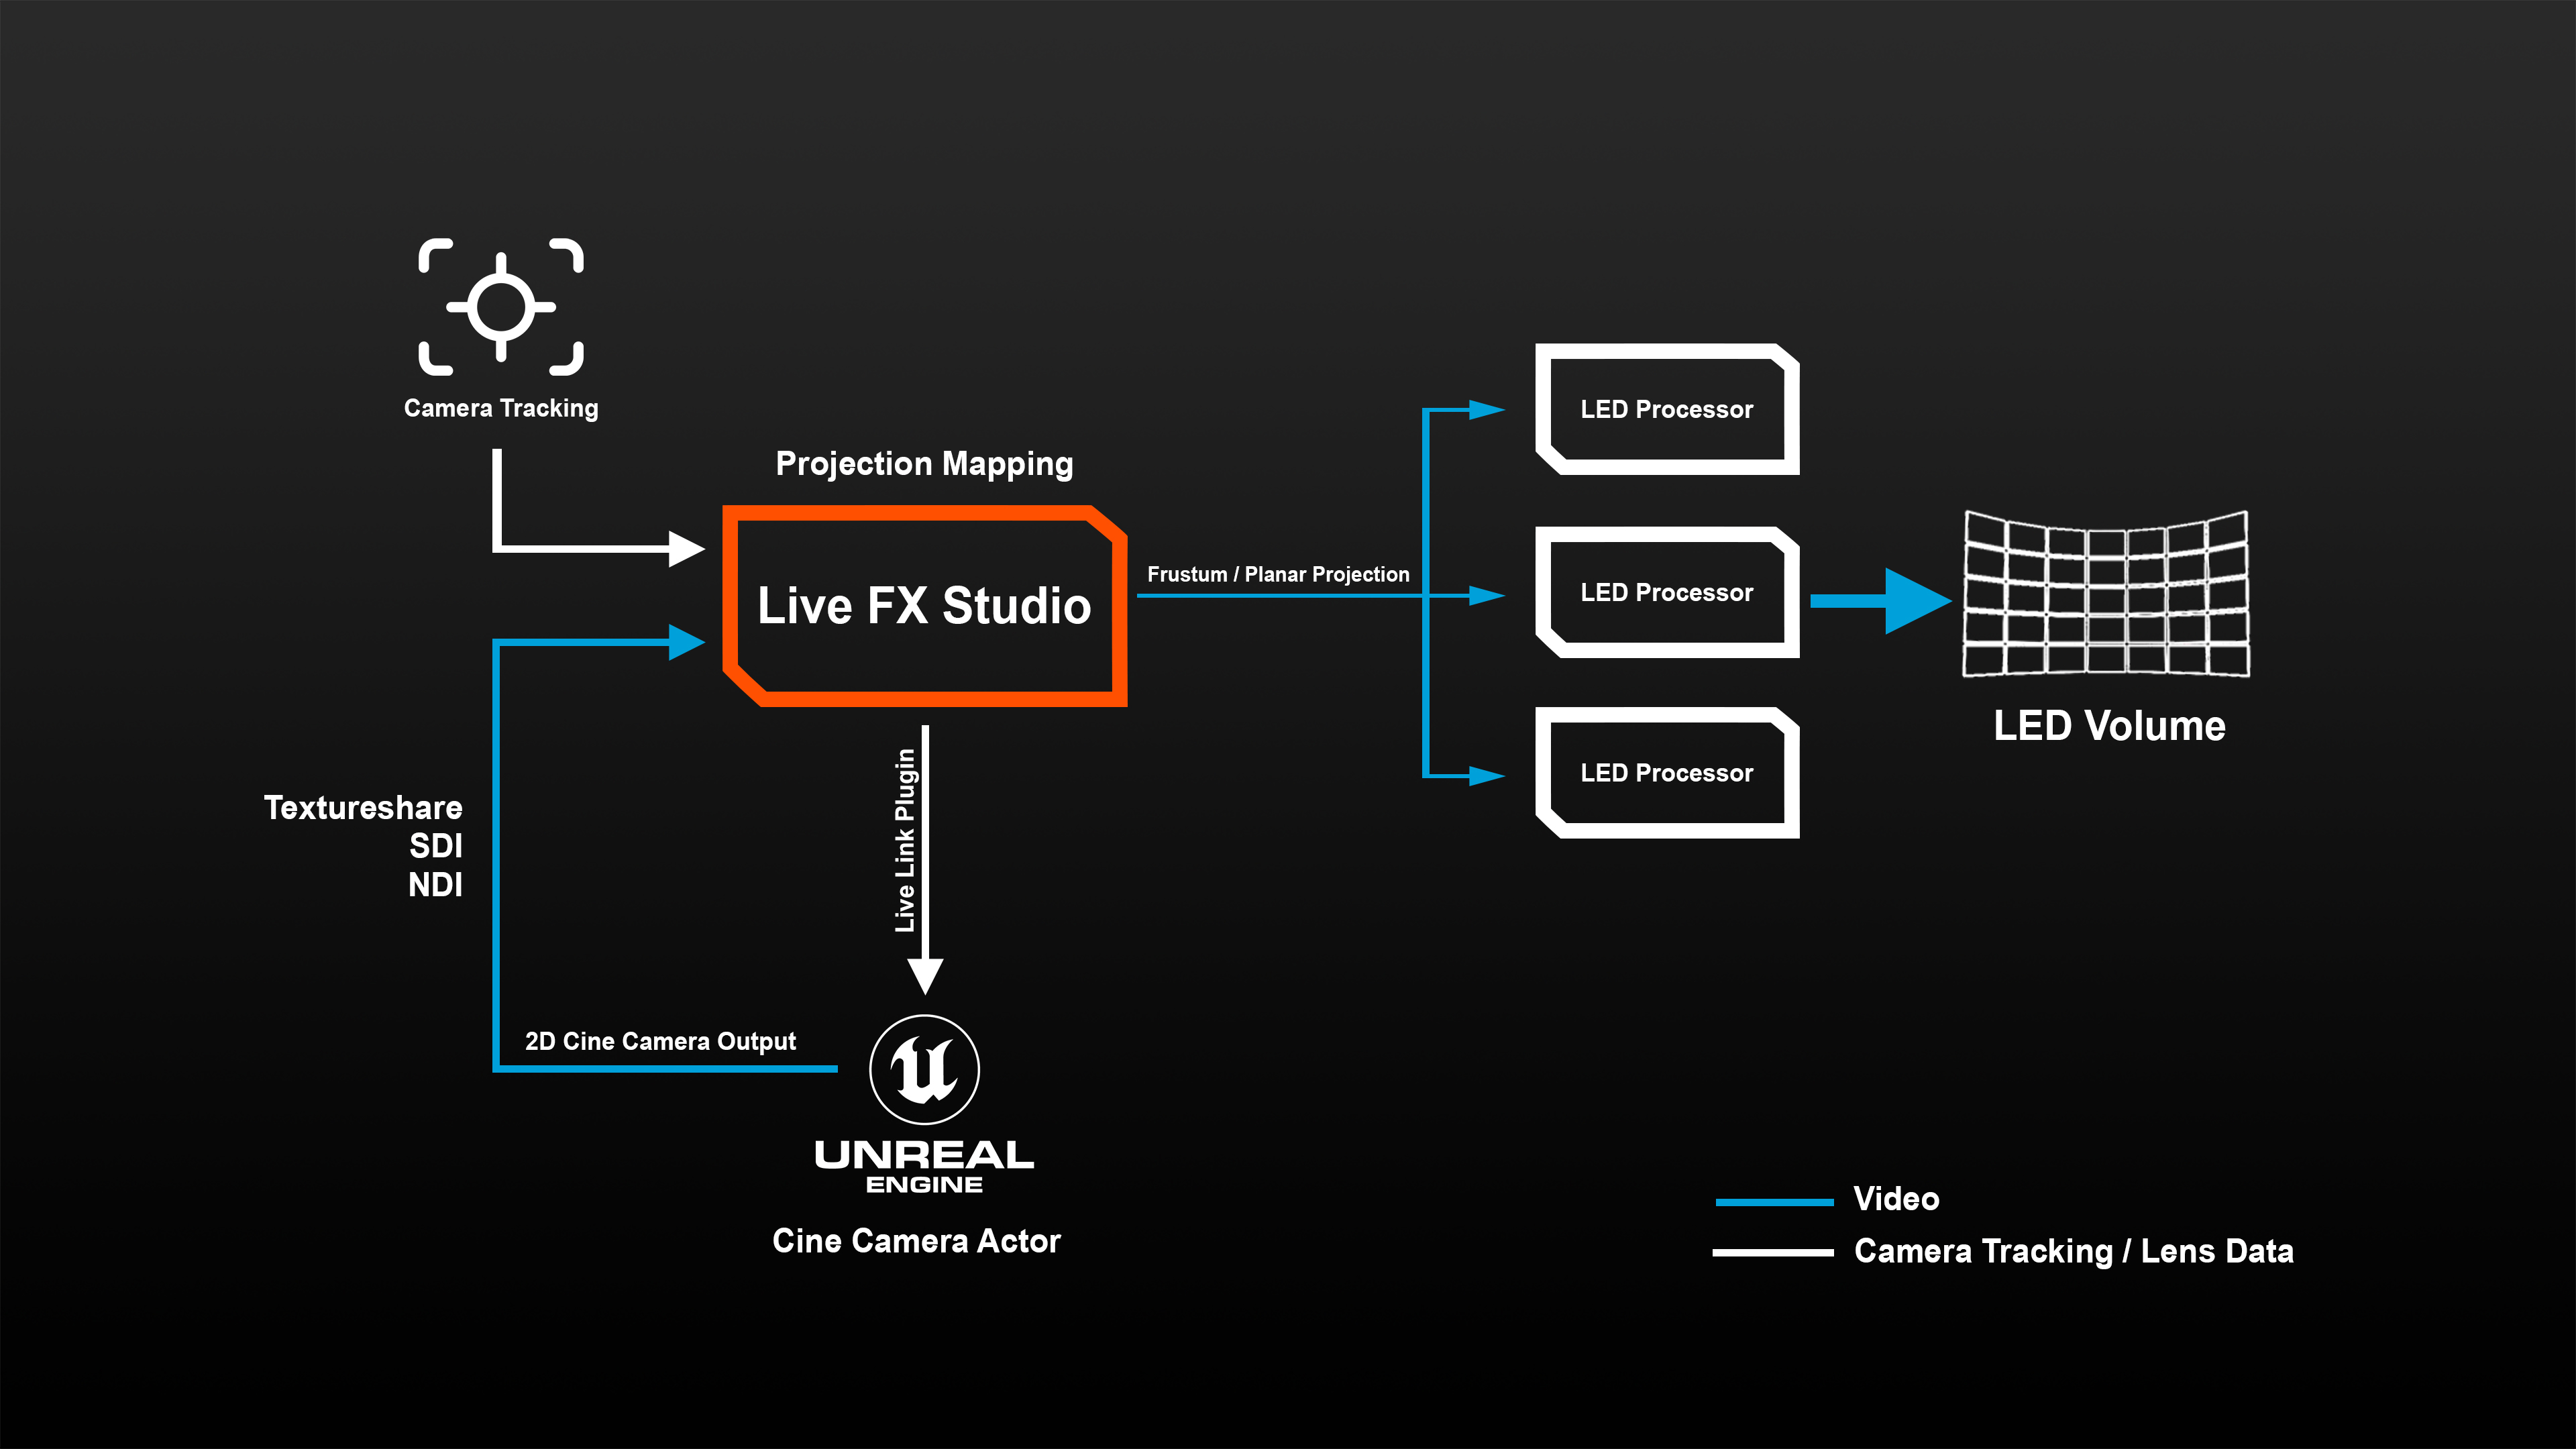 Camera Tracking
Projection Mapping
Live FX Studio
Frustum / Planar Projection
LED Processor
LED Processor
LED Processor
LED Volume
Textureshare
SDI
NDI
Live Link Plugin
2D Cine Camera Output
UNREAL
ENGINE
Cine Camera Actor
Video
Camera Tracking / Lens Data